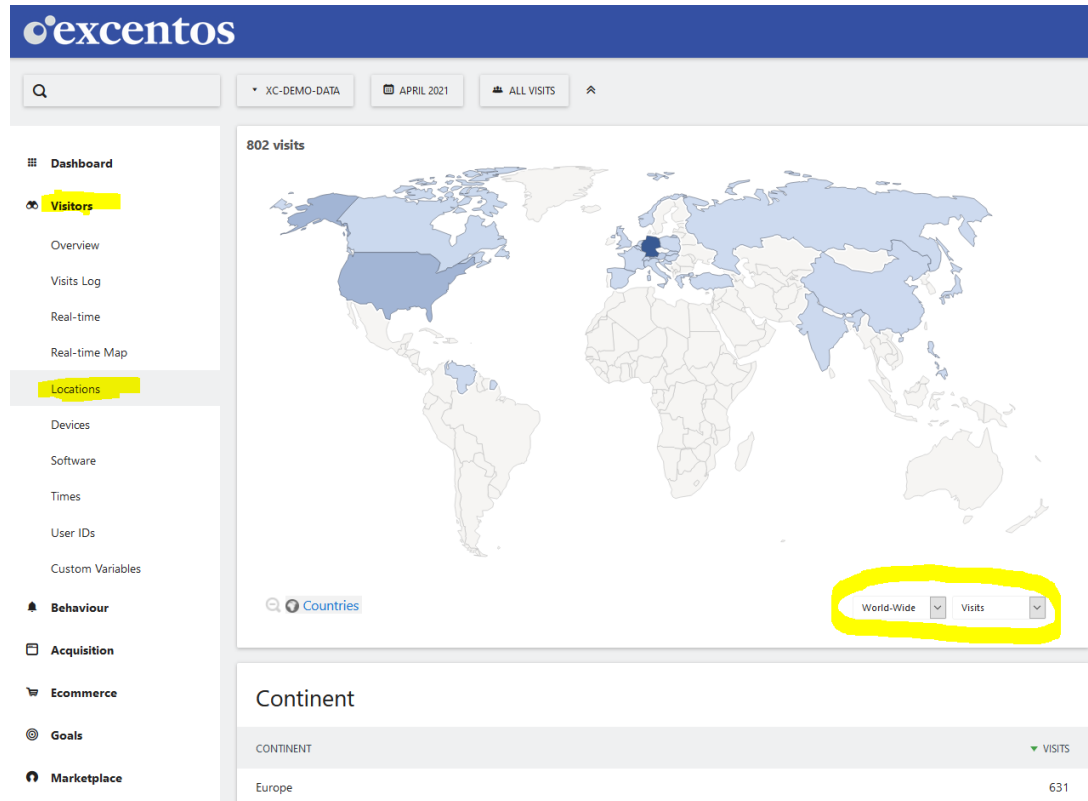 excentos
XC-DEMO-DATA
APRIL 2021
ALL VISITS
Dashboard
Visitors
Overview
Visits Log
Real-time
Real-time Map
Locations
Devices
Software
Times
User IDs
Custom Variables
Behaviour
Acquisition
Ecommerce
Goals
Marketplace
802 visits
Countries
World-Wide
Visits
Continent
CONTINENT VISITS
Europe 631